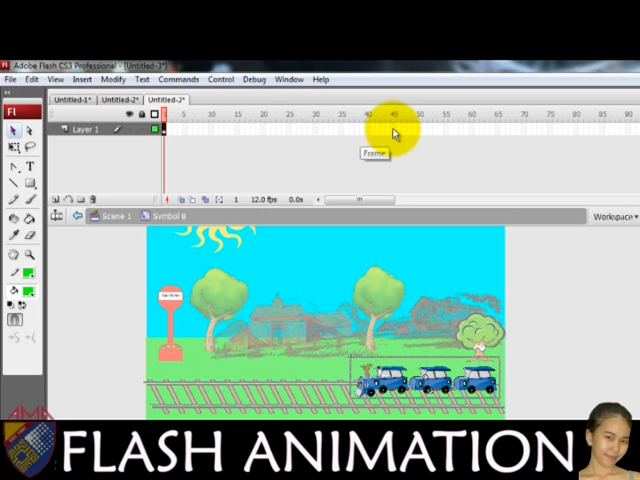 Adobe Flash CS3 Professional - [Untitled-3*]
File Edit View Insert Modify Text Commands Control Debug Window Help
Untitled-1* Untitled-2* Untitled-3*
Fl
5 10 15 20 25 30 35 40 45 50 55 60 65 70 75 80 85 90
Layer 1
Frame
1 12.0 fps 0.0s
Scene 1 Symbol 8 Workspace
FLASH ANIMATION